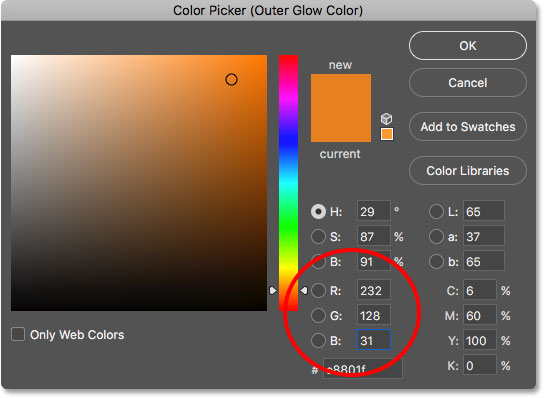 Color Picker (Outer Glow Color)
new
current
OK
Cancel
Add to Swatches
Color Libraries
H: 29 °
S: 87 %
B: 91 %
R: 232
G: 128
B: 31
# e8801f
L: 65
a: 37
b: 65
C: 6 %
M: 60 %
Y: 100 %
K: 0 %
Only Web Colors